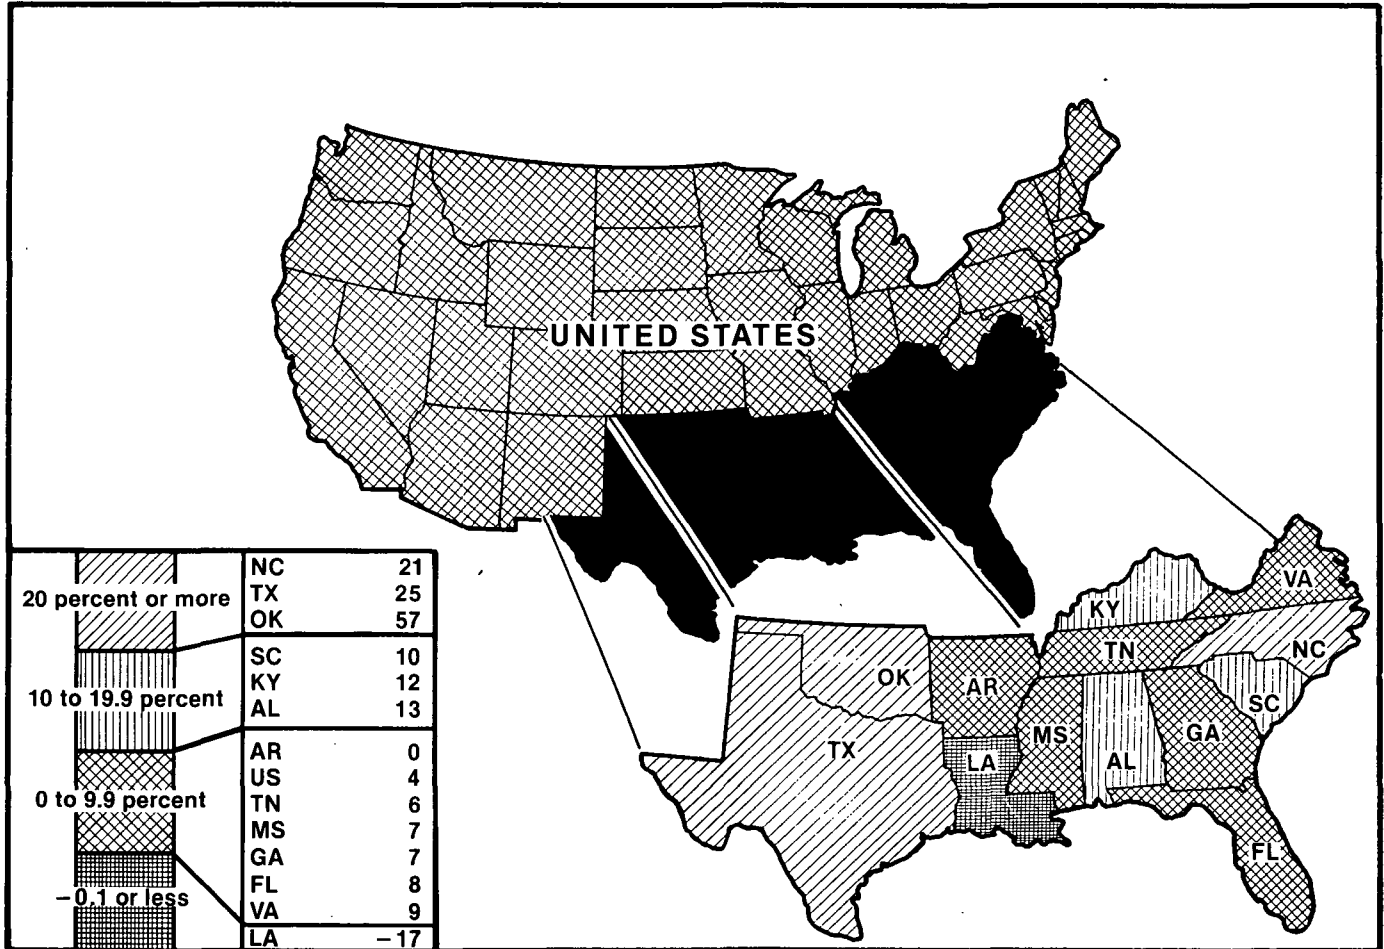 UNITED STATES
20 percent or more
NC 21
TX 25
OK 57
10 to 19.9 percent
SC 10
KY 12
AL 13
0 to 9.9 percent
AR 0
US 4
TN 6
MS 7
GA 7
FL 8
VA 9
−0.1 or less
LA −17
KY
VA
TN
NC
OK
AR
SC
MS
GA
TX
LA
AL
FL